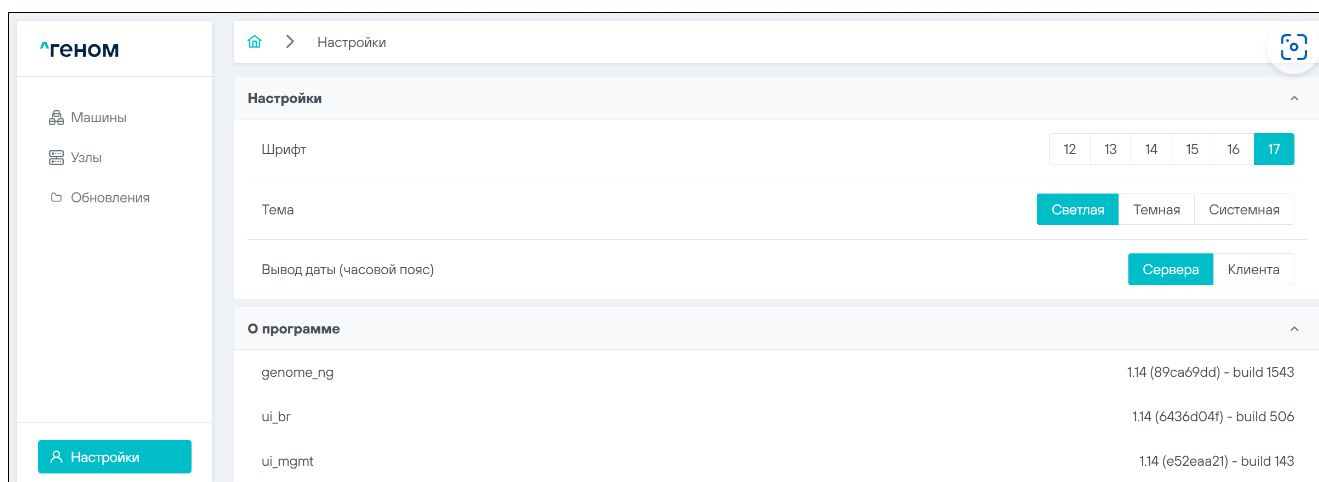 ^геном
Машины
Узлы
Обновления
Настройки
Настройки
Настройки
Шрифт
12 13 14 15 16 17
Тема
Светлая Темная Системная
Вывод даты (часовой пояс)
Сервера Клиента
О программе
genome_ng
1.14 (89ca69dd) - build 1543
ui_br
1.14 (6436d04f) - build 506
ui_mgmt
1.14 (e52eaa21) - build 143